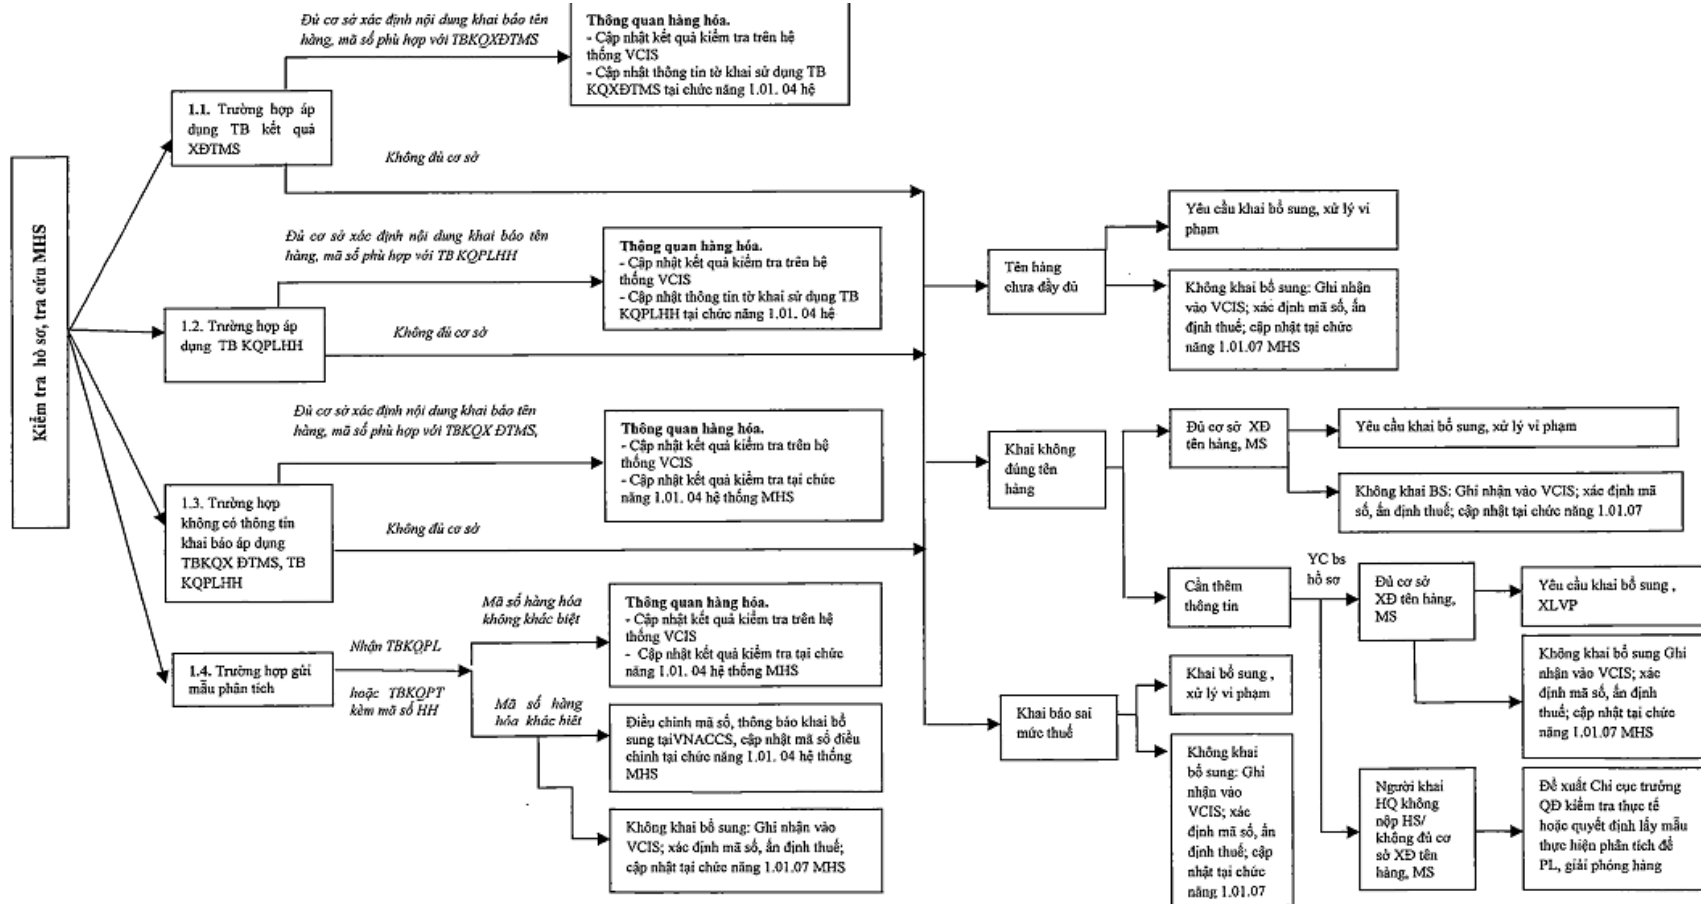 Kiểm tra hồ sơ, tra cứu MHS
1.1. Trường hợp áp
dụng TB kết quả
XĐTMS
Đủ cơ sở xác định nội dung khai báo tên
hàng, mã số phù hợp với TBKQXĐTMS
Thông quan hàng hóa.
- Cập nhật kết quả kiểm tra trên hệ
thống VCIS
- Cập nhật thông tin tờ khai sử dụng TB
KQXĐTMS tại chức năng 1.01. 04 hệ
Không đủ cơ sở
1.2. Trường hợp áp
dụng TB KQPLHH
Đủ cơ sở xác định nội dung khai báo tên
hàng, mã số phù hợp với TB KQPLHH
Thông quan hàng hóa.
- Cập nhật kết quả kiểm tra trên hệ
thống VCIS
- Cập nhật thông tin tờ khai sử dụng TB
KQPLHH tại chức năng 1.01. 04 hệ
Không đủ cơ sở
1.3. Trường hợp
không có thông tin
khai báo áp dụng
TBKQX ĐTMS, TB
KQPLHH
Đủ cơ sở xác định nội dung khai báo tên
hàng, mã số phù hợp với TBKQX ĐTMS,
Thông quan hàng hóa.
- Cập nhật kết quả kiểm tra trên hệ
thống VCIS
- Cập nhật kết quả kiểm tra tại chức
năng 1.01. 04 hệ thống MHS
Không đủ cơ sở
1.4. Trường hợp gửi
mẫu phân tích
Nhận TBKQPL
hoặc TBKQPT
kèm mã số HH
Mã số hàng hóa
không khác biệt
Thông quan hàng hóa.
- Cập nhật kết quả kiểm tra trên hệ
thống VCIS
- Cập nhật kết quả kiểm tra tại chức
năng 1.01. 04 hệ thống MHS
Mã số hàng
hóa khác biệt
Điều chỉnh mã số, thông báo khai bổ
sung tạiVNACCS, cập nhật mã số điều
chỉnh tại chức năng 1.01. 04 hệ thống
MHS
Không khai bổ sung: Ghi nhận vào
VCIS; xác định mã số, ấn định thuế;
cập nhật tại chức năng 1.01.07 MHS
Tên hàng
chưa đầy đủ
Yêu cầu khai bổ sung, xử lý vi
phạm
Không khai bổ sung: Ghi nhận
vào VCIS; xác định mã số, ấn
định thuế; cập nhật tại chức
năng 1.01.07 MHS
Khai không
đúng tên
hàng
Đủ cơ sở XĐ
tên hàng, MS
Yêu cầu khai bổ sung, xử lý vi phạm
Không khai BS: Ghi nhận vào VCIS; xác định mã
số, ấn định thuế; cập nhật tại chức năng 1.01.07
Cần thêm
thông tin
YC bs
hồ sơ
Đủ cơ sở
XĐ tên hàng,
MS
Yêu cầu khai bổ sung ,
XLVP
Không khai bổ sung Ghi
nhận vào VCIS; xác
định mã số, ấn định
thuế; cập nhật tại chức
năng 1.01.07 MHS
Người khai
HQ không
nộp HS/
không đủ cơ
sở XĐ tên
hàng, MS
Đề xuất Chi cục trưởng
QĐ kiểm tra thực tế
hoặc quyết định lấy mẫu
thực hiện phân tích để
PL, giải phóng hàng
Khai báo sai
mức thuế
Khai bổ sung ,
xử lý vi phạm
Không khai
bổ sung: Ghi
nhận vào
VCIS; xác
định mã số, ấn
định thuế; cập
nhật tại chức
năng 1.01.07